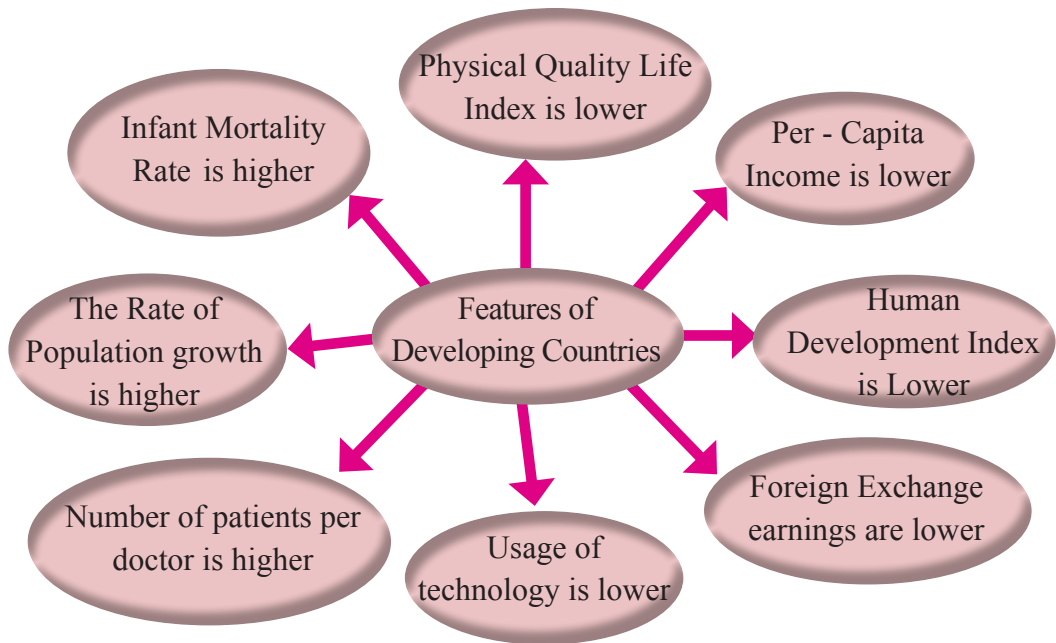 Physical Quality Life
Index is lower
Infant Mortality
Rate is higher
Per - Capita
Income is lower
The Rate of
Population growth
is higher
Features of
Developing Countries
Human
Development Index
is Lower
Number of patients per
doctor is higher
Usage of
technology is lower
Foreign Exchange
earnings are lower